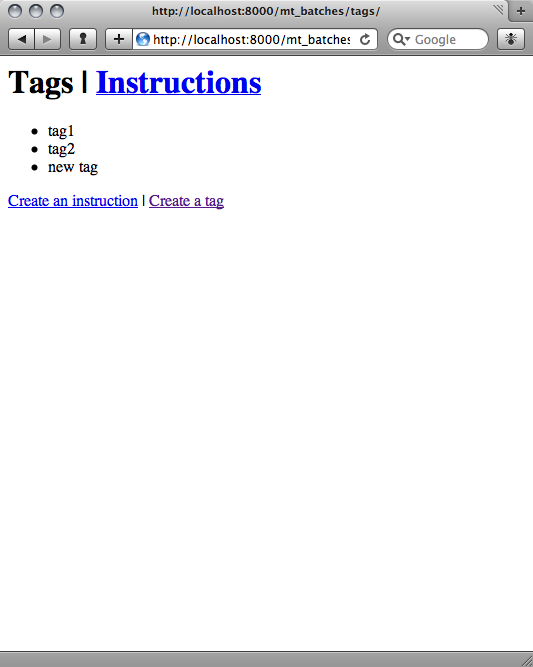 http://localhost:8000/mt_batches/tags/
http://localhost:8000/mt_batches
Google
Tags | Instructions
tag1
tag2
new tag
Create an instruction | Create a tag